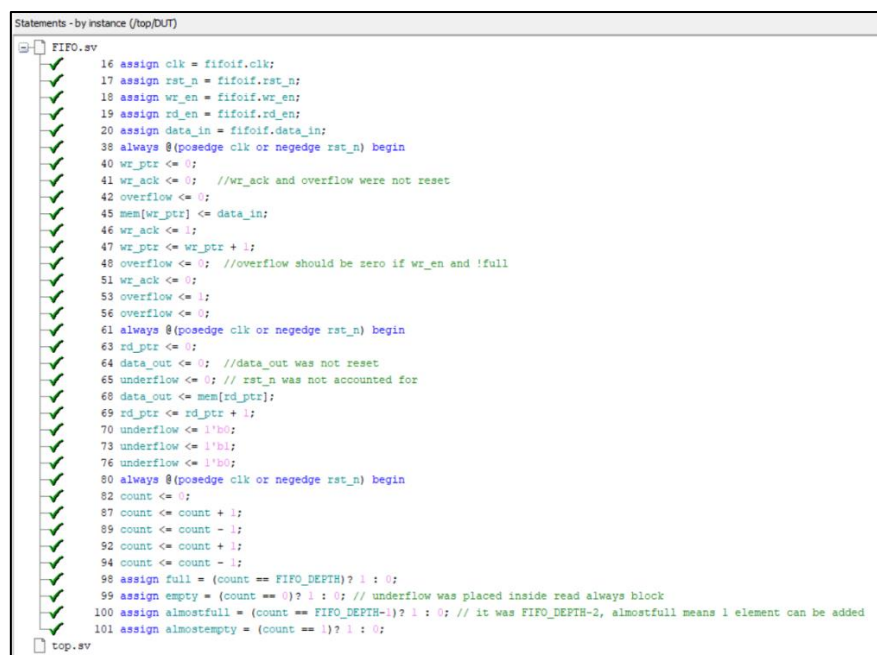 Statements - by instance (/top/DUT)
FIFO.sv
16 assign clk = fifoif.clk;
17 assign rst_n = fifoif.rst_n;
18 assign wr_en = fifoif.wr_en;
19 assign rd_en = fifoif.rd_en;
20 assign data_in = fifoif.data_in;
38 always @(posedge clk or negedge rst_n) begin
40 wr_ptr <= 0;
41 wr_ack <= 0;   //wr_ack and overflow were not reset
42 overflow <= 0;
45 mem[wr_ptr] <= data_in;
46 wr_ack <= 1;
47 wr_ptr <= wr_ptr + 1;
48 overflow <= 0;  //overflow should be zero if wr_en and !full
51 wr_ack <= 0;
53 overflow <= 1;
56 overflow <= 0;
61 always @(posedge clk or negedge rst_n) begin
63 rd_ptr <= 0;
64 data_out <= 0;  //data_out was not reset
65 underflow <= 0; // rst_n was not accounted for
68 data_out <= mem[rd_ptr];
69 rd_ptr <= rd_ptr + 1;
70 underflow <= 1'b0;
73 underflow <= 1'b1;
76 underflow <= 1'b0;
80 always @(posedge clk or negedge rst_n) begin
82 count <= 0;
87 count <= count + 1;
89 count <= count - 1;
92 count <= count + 1;
94 count <= count - 1;
98 assign full = (count == FIFO_DEPTH)? 1 : 0;
99 assign empty = (count == 0)? 1 : 0; // underflow was placed inside read always block
100 assign almostfull = (count == FIFO_DEPTH-1)? 1 : 0; // it was FIFO_DEPTH-2, almostfull means 1 element can be added
101 assign almostempty = (count == 1)? 1 : 0;
top.sv